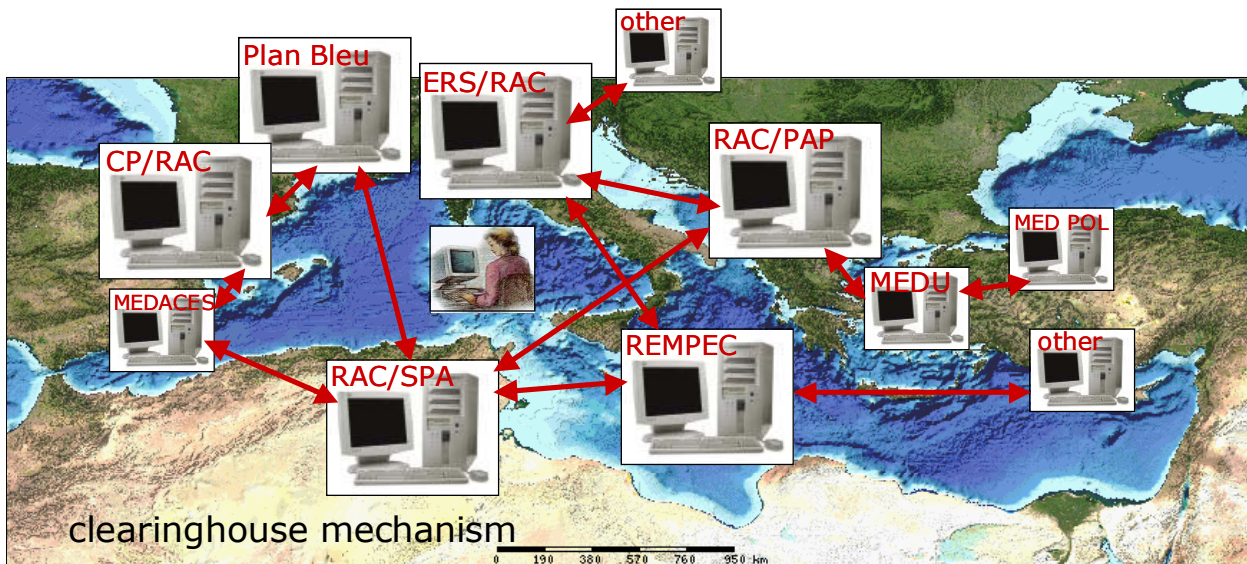 other
Plan Bleu
ERS/RAC
RAC/PAP
CP/RAC
MED POL
MEDU
MEDACES
REMPEC
other
RAC/SPA
clearinghouse mechanism
0 190 380 570 760 950 km